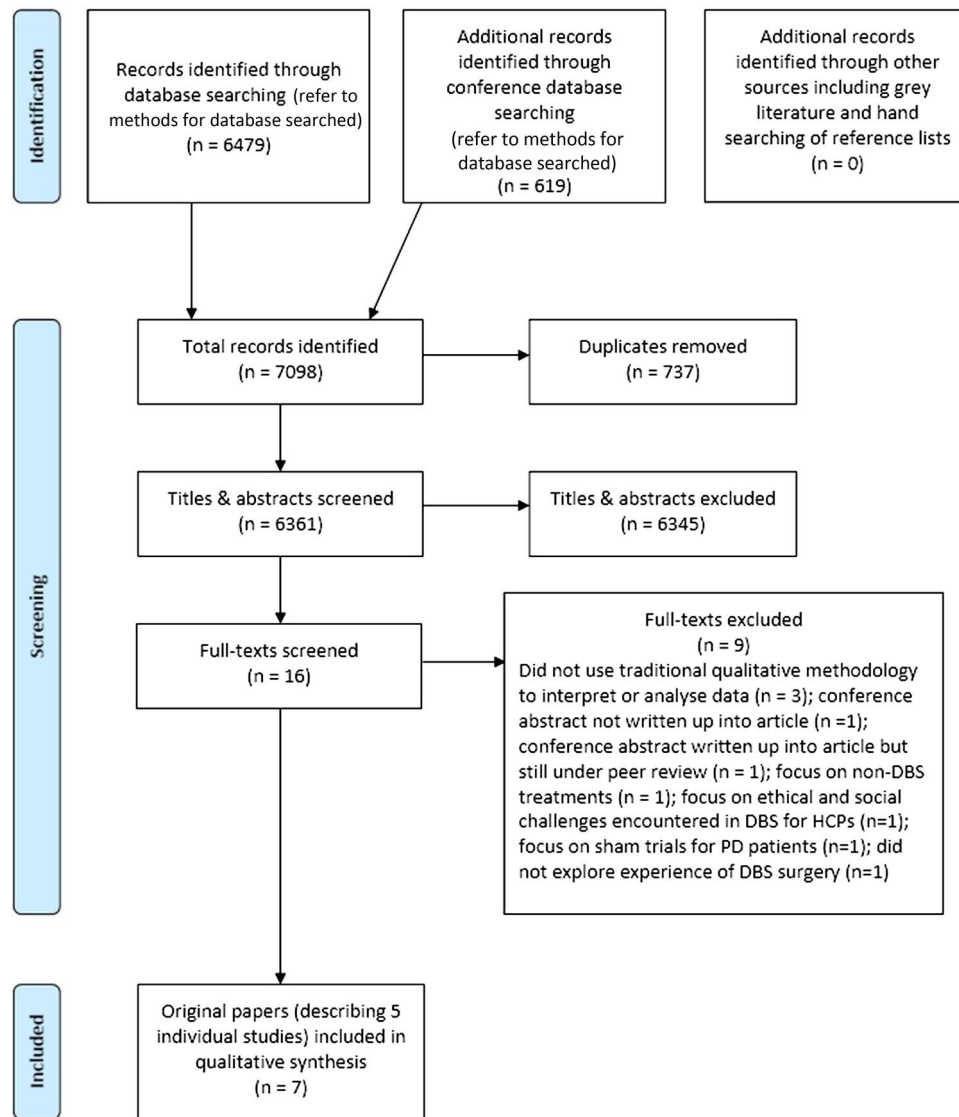 Identification
Records identified through
database searching (refer to
methods for database searched)
(n = 6479)
Additional records
identified through
conference database
searching
(refer to methods for
database searched)
(n = 619)
Additional records
identified through other
sources including grey
literature and hand
searching of reference lists
(n = 0)
Screening
Total records identified
(n = 7098)
Duplicates removed
(n = 737)
Titles & abstracts screened
(n = 6361)
Titles & abstracts excluded
(n = 6345)
Full-texts screened
(n = 16)
Full-texts excluded
(n = 9)
Did not use traditional qualitative methodology
to interpret or analyse data (n = 3); conference
abstract not written up into article (n =1);
conference abstract written up into article but
still under peer review (n = 1); focus on non-DBS
treatments (n = 1); focus on ethical and social
challenges encountered in DBS for HCPs (n=1);
focus on sham trials for PD patients (n=1); did
not explore experience of DBS surgery (n=1)
Included
Original papers (describing 5
individual studies) included in
qualitative synthesis
(n = 7)